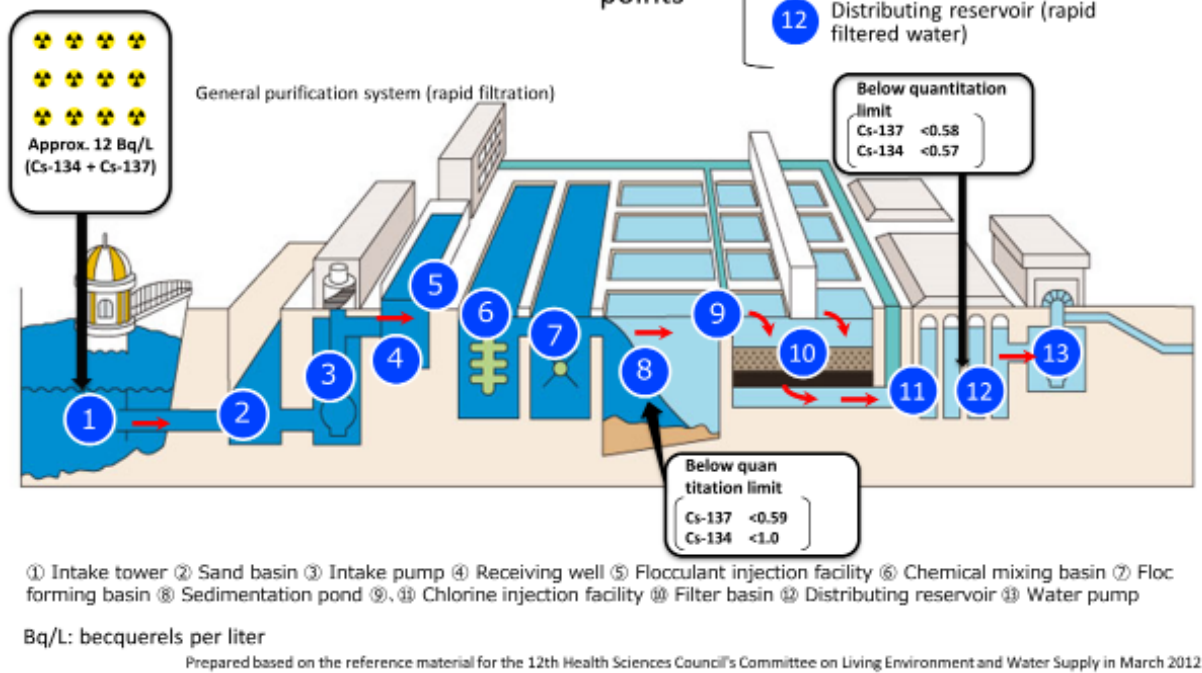 points
12 Distributing reservoir (rapid
filtered water)
Approx. 12 Bq/L
(Cs-134 + Cs-137)
General purification system (rapid filtration)
Below quantitation
limit
Cs-137 <0.58
Cs-134 <0.57
1
2
3
4
5
6
7
8
9
10
11
12
13
Below quan
titation limit
Cs-137 <0.59
Cs-134 <1.0
① Intake tower ② Sand basin ③ Intake pump ④ Receiving well ⑤ Flocculant injection facility ⑥ Chemical mixing basin ⑦ Floc
forming basin ⑧ Sedimentation pond ⑨、⑪ Chlorine injection facility ⑩ Filter basin ⑫ Distributing reservoir ⑬ Water pump
Bq/L: becquerels per liter
Prepared based on the reference material for the 12th Health Sciences Council's Committee on Living Environment and Water Supply in March 2012